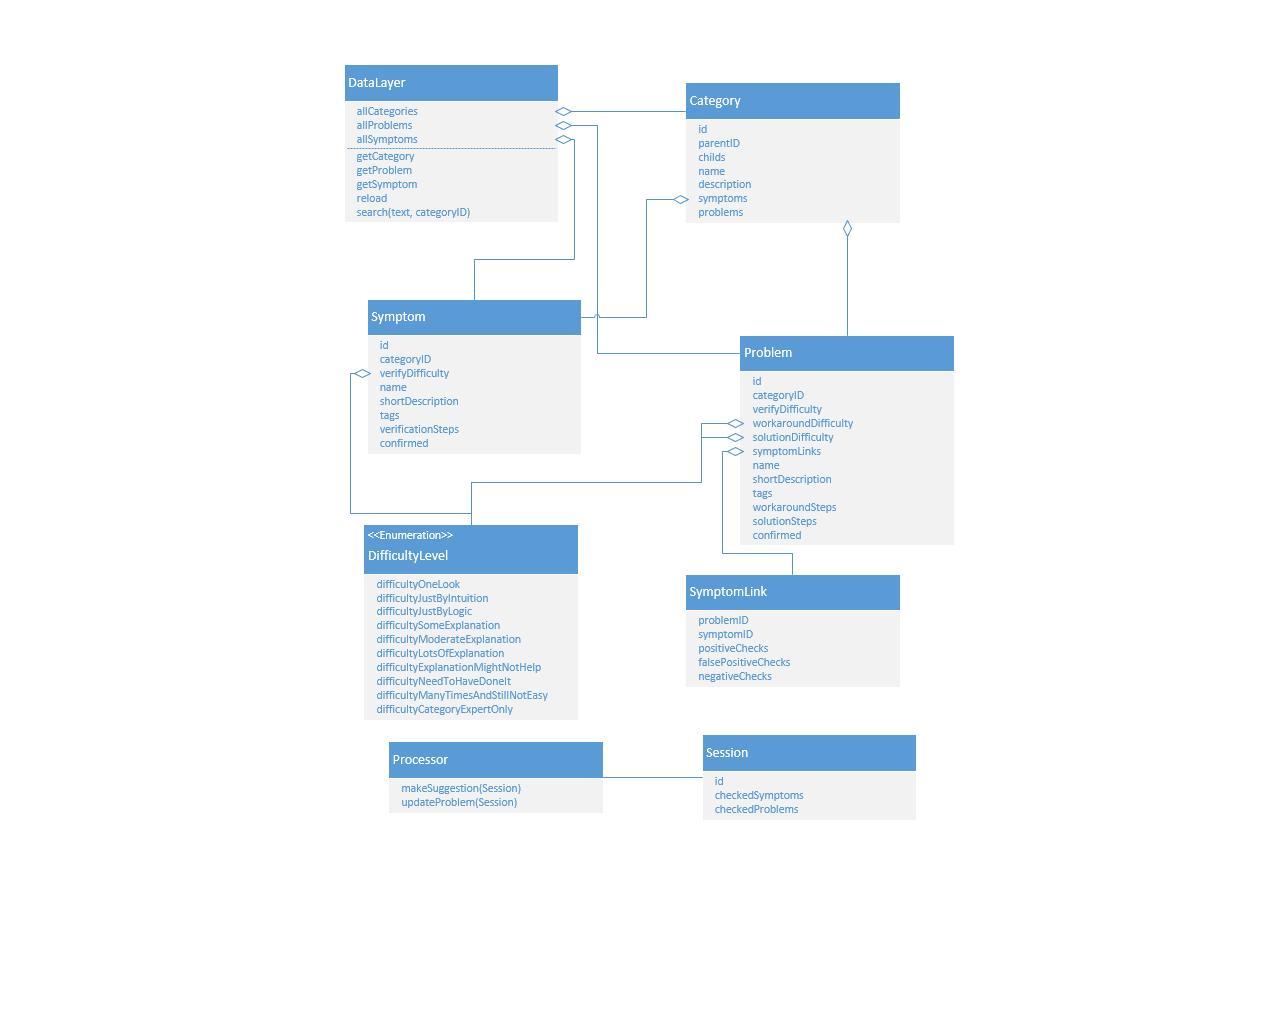 DataLayer
allCategories
allProblems
allSymptoms
getCategory
getProblem
getSymptom
reload
search(text, categoryID)
Category
id
parentID
childs
name
description
symptoms
problems
Symptom
id
categoryID
verifyDifficulty
name
shortDescription
tags
verificationSteps
confirmed
Problem
id
categoryID
verifyDifficulty
workaroundDifficulty
solutionDifficulty
symptomLinks
name
shortDescription
tags
workaroundSteps
solutionSteps
confirmed
<<Enumeration>>
DifficultyLevel
difficultyOneLook
difficultyJustByIntuition
difficultyJustByLogic
difficultySomeExplanation
difficultyModerateExplanation
difficultyLotsOfExplanation
difficultyExplanationMightNotHelp
difficultyNeedToHaveDoneIt
difficultyManyTimesAndStillNotEasy
difficultyCategoryExpertOnly
SymptomLink
problemID
symptomID
positiveChecks
falsePositiveChecks
negativeChecks
Processor
makeSuggestion(Session)
updateProblem(Session)
Session
id
checkedSymptoms
checkedProblems